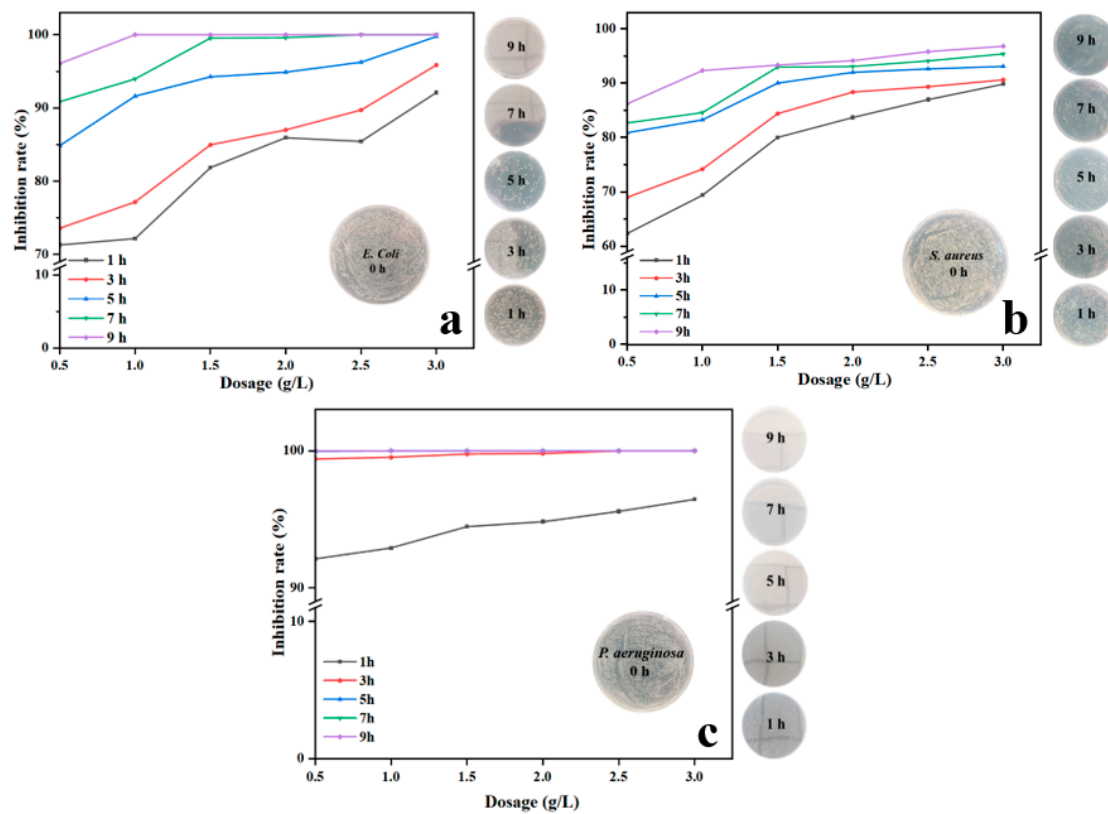 100
90
80
70
10
0
Inhibition rate (%)
0.5 1.0 1.5 2.0 2.5 3.0
Dosage (g/L)
1 h
3 h
5 h
7 h
9 h
E. Coli
0 h
a
9 h
7 h
5 h
3 h
1 h
100
90
80
70
60
10
0
Inhibition rate (%)
0.5 1.0 1.5 2.0 2.5 3.0
Dosage (g/L)
1h
3h
5h
7h
9h
S. aureus
0 h
b
9 h
7 h
5 h
3 h
1 h
100
90
10
0
Inhibition rate (%)
0.5 1.0 1.5 2.0 2.5 3.0
Dosage (g/L)
1h
3h
5h
7h
9h
P. aeruginosa
0 h
c
9 h
7 h
5 h
3 h
1 h